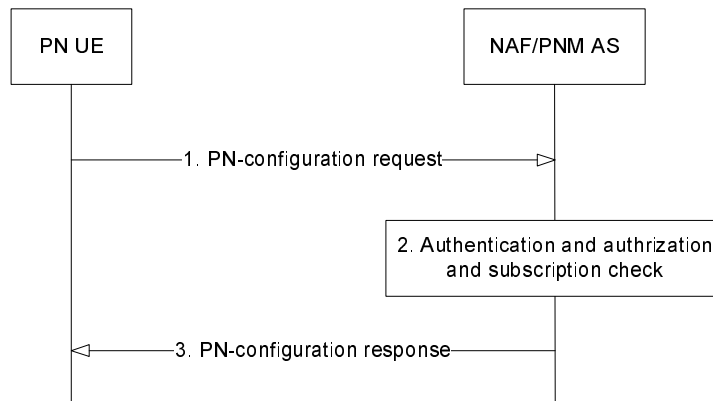 PN UE
NAF/PNM AS
1. PN-configuration request
2. Authentication and authrization
and subscription check
3. PN-configuration response